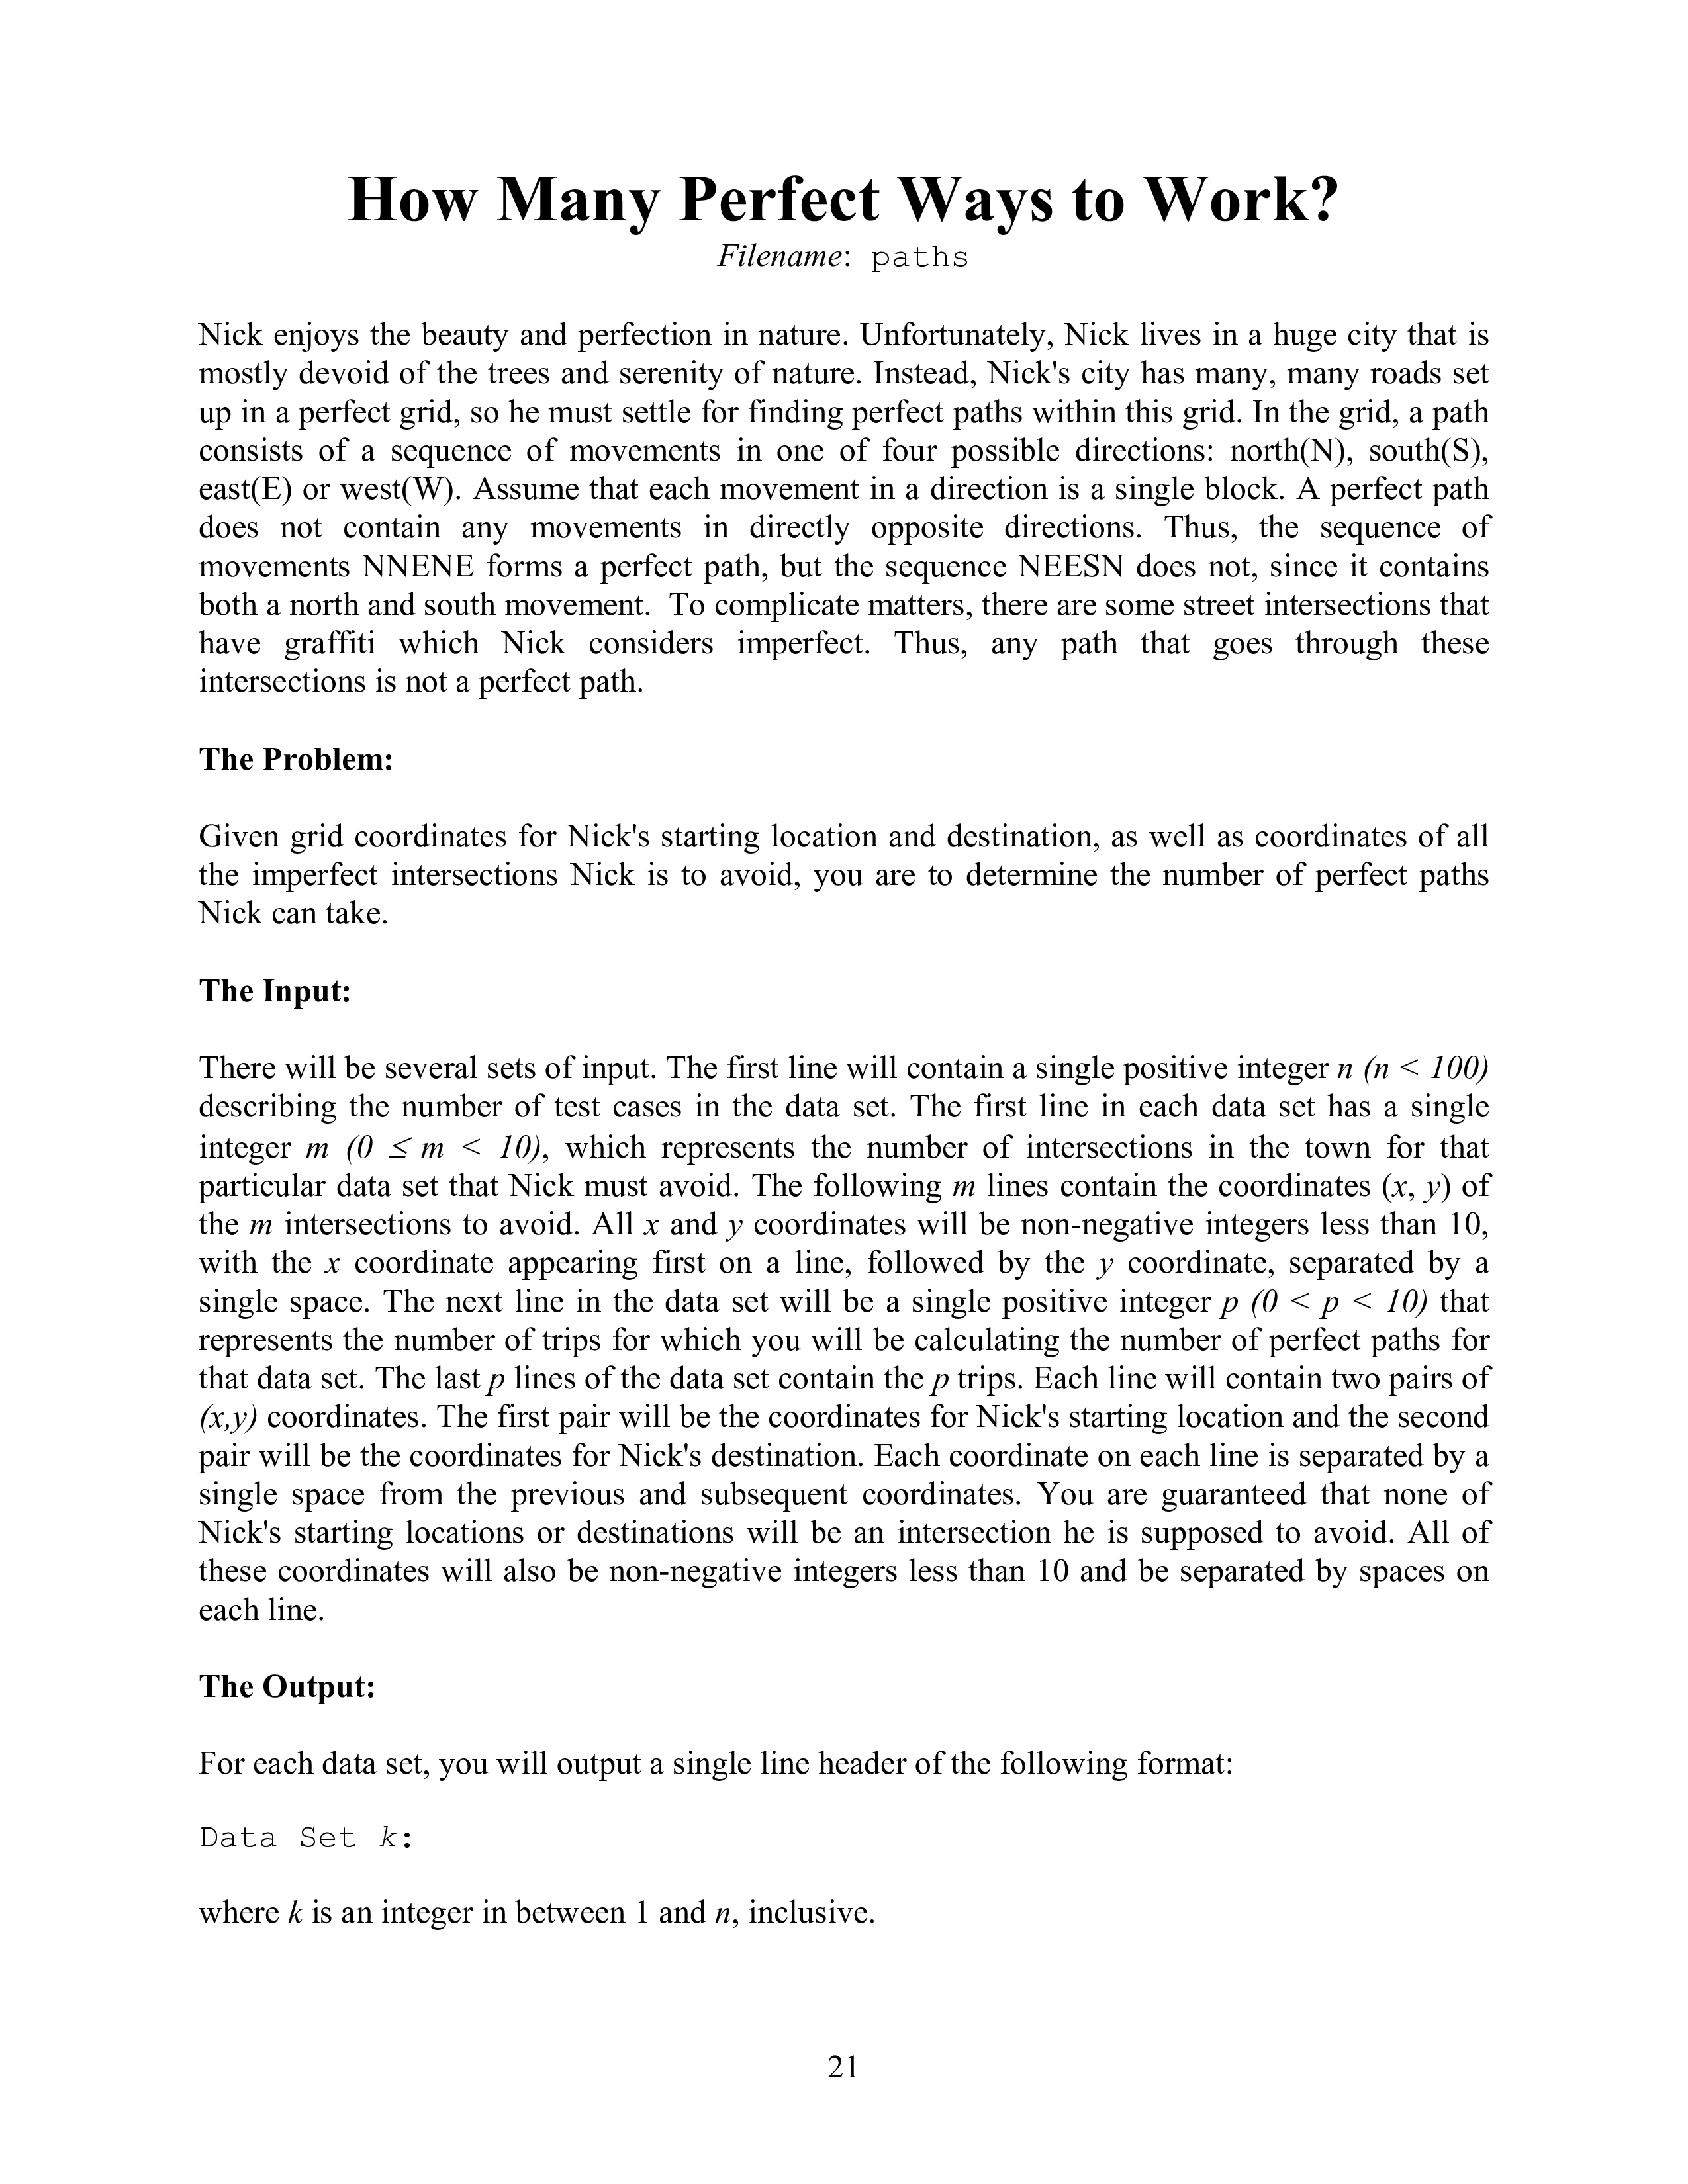 How Many Perfect Ways to Work?
Filename: paths
Nick enjoys the beauty and perfection in nature. Unfortunately, Nick lives in a huge city that is
mostly devoid of the trees and serenity of nature. Instead, Nick's city has many, many roads set
up in a perfect grid, so he must settle for finding perfect paths within this grid. In the grid, a path
consists of a sequence of movements in one of four possible directions: north(N), south(S),
east(E) or west(W). Assume that each movement in a direction is a single block. A perfect path
does not contain any movements in directly opposite directions. Thus, the sequence of
movements NNENE forms a perfect path, but the sequence NEESN does not, since it contains
both a north and south movement. To complicate matters, there are some street intersections that
have graffiti which Nick considers imperfect. Thus, any path that goes through these
intersections is not a perfect path.
The Problem:
Given grid coordinates for Nick's starting location and destination, as well as coordinates of all
the imperfect intersections Nick is to avoid, you are to determine the number of perfect paths
Nick can take.
The Input:
There will be several sets of input. The first line will contain a single positive integer n (n < 100)
describing the number of test cases in the data set. The first line in each data set has a single
integer m (0 ≤ m < 10), which represents the number of intersections in the town for that
particular data set that Nick must avoid. The following m lines contain the coordinates (x, y) of
the m intersections to avoid. All x and y coordinates will be non-negative integers less than 10,
with the x coordinate appearing first on a line, followed by the y coordinate, separated by a
single space. The next line in the data set will be a single positive integer p (0 < p < 10) that
represents the number of trips for which you will be calculating the number of perfect paths for
that data set. The last p lines of the data set contain the p trips. Each line will contain two pairs of
(x,y) coordinates. The first pair will be the coordinates for Nick's starting location and the second
pair will be the coordinates for Nick's destination. Each coordinate on each line is separated by a
single space from the previous and subsequent coordinates. You are guaranteed that none of
Nick's starting locations or destinations will be an intersection he is supposed to avoid. All of
these coordinates will also be non-negative integers less than 10 and be separated by spaces on
each line.
The Output:
For each data set, you will output a single line header of the following format:
Data Set k:
where k is an integer in between 1 and n, inclusive.
21